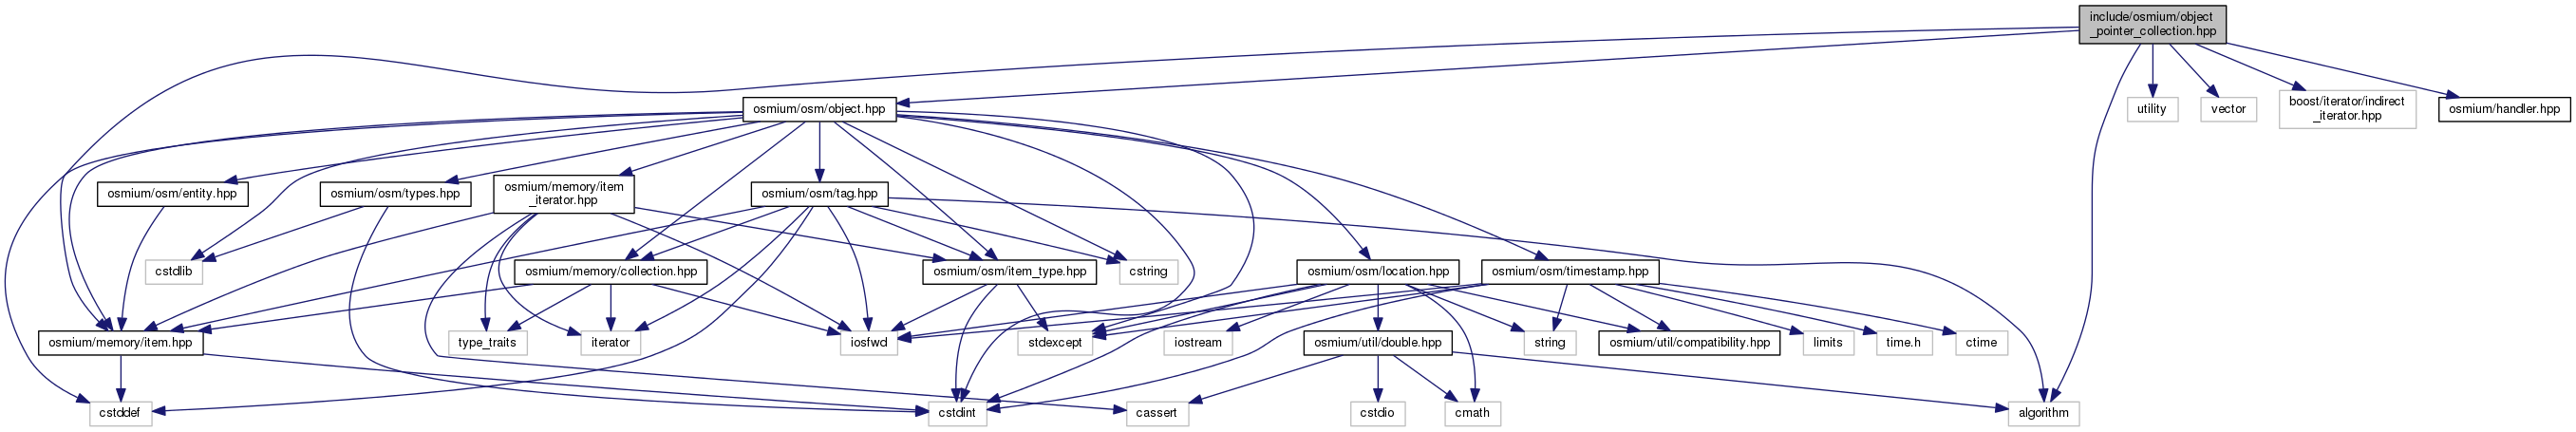 include/osmium/object
_pointer_collection.hpp
osmium/osm/object.hpp
utility
vector
boost/iterator/indirect
_iterator.hpp
osmium/handler.hpp
osmium/osm/entity.hpp
osmium/osm/types.hpp
osmium/memory/item
_iterator.hpp
osmium/osm/tag.hpp
cstdlib
osmium/memory/collection.hpp
osmium/osm/item_type.hpp
cstring
osmium/osm/location.hpp
osmium/osm/timestamp.hpp
osmium/memory/item.hpp
type_traits
iterator
iosfwd
stdexcept
iostream
osmium/util/double.hpp
string
osmium/util/compatibility.hpp
limits
time.h
ctime
cstddef
cstdint
cassert
cstdio
cmath
algorithm